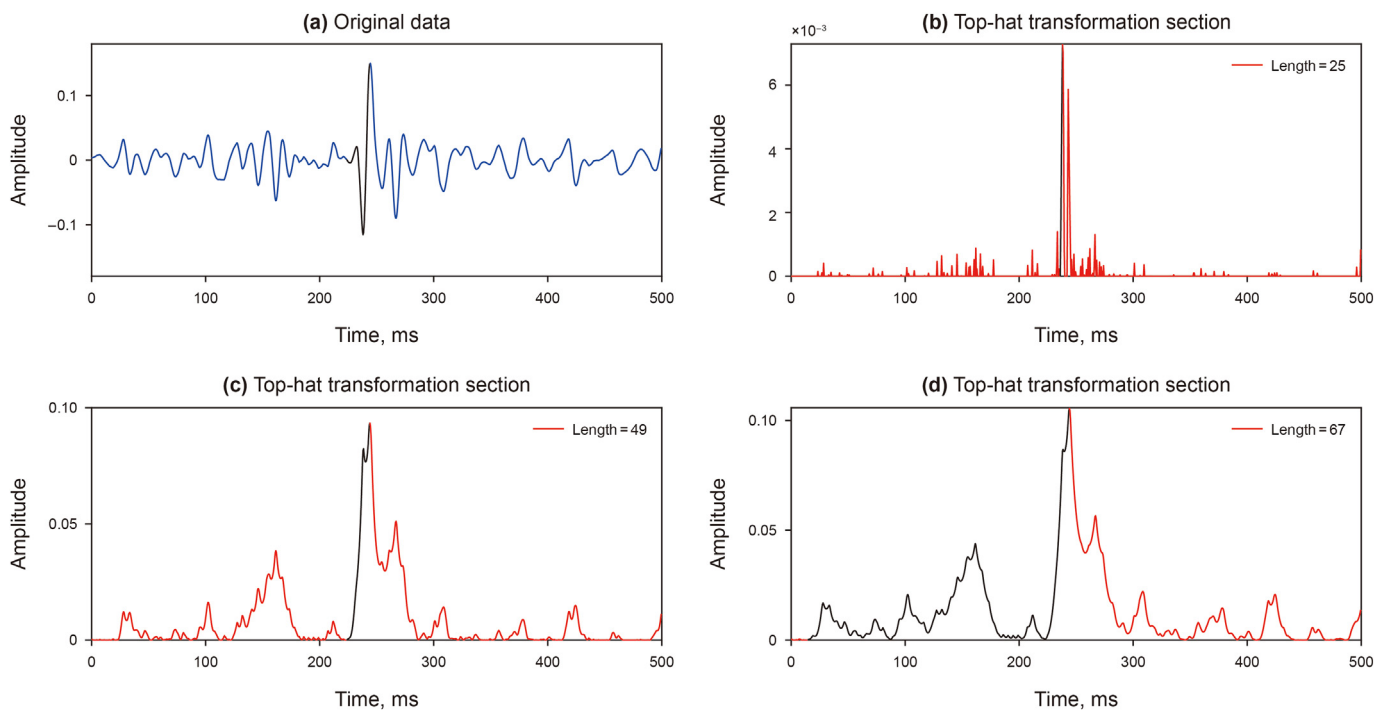 (a) Original data
Amplitude
0.1
0
−0.1
0 100 200 300 400 500
Time, ms
(b) Top-hat transformation section
×10⁻³
Length = 25
Amplitude
6
4
2
0
0 100 200 300 400 500
Time, ms
(c) Top-hat transformation section
Length = 49
Amplitude
0.10
0.05
0
0 100 200 300 400 500
Time, ms
(d) Top-hat transformation section
Length = 67
Amplitude
0.10
0.05
0
0 100 200 300 400 500
Time, ms